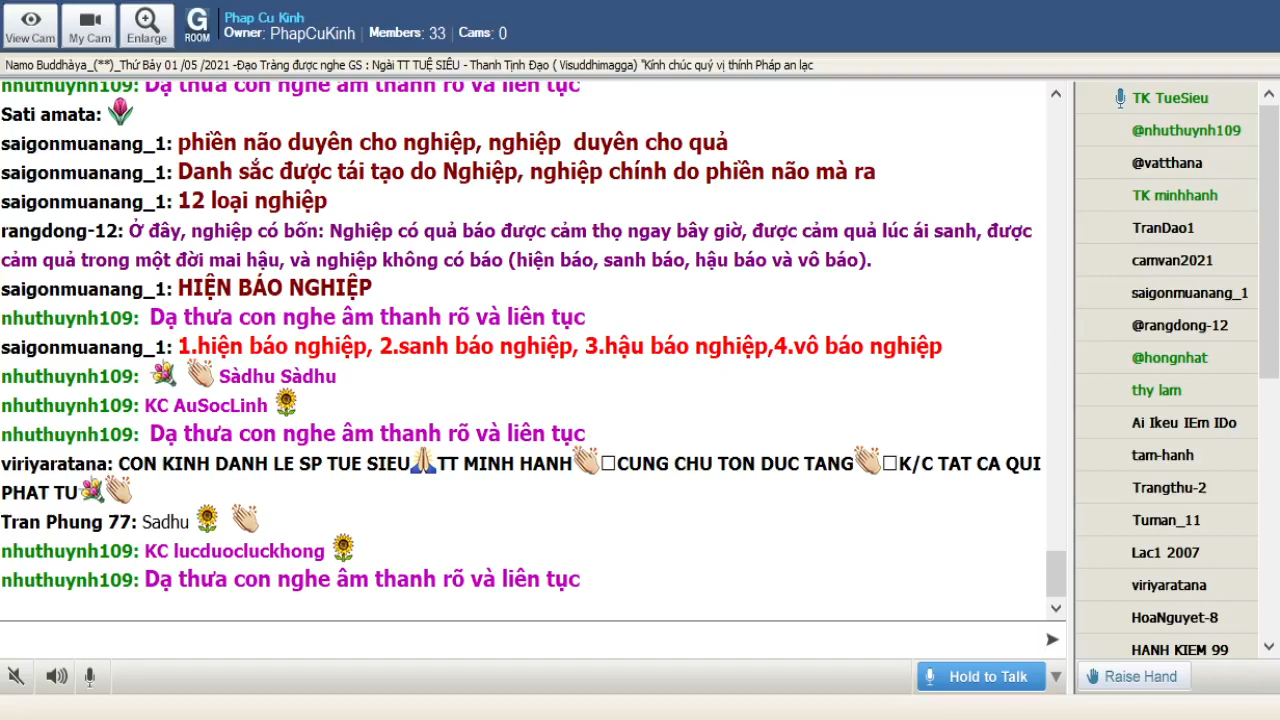 View Cam
My Cam
Enlarge
G
ROOM
Phap Cu Kinh
Owner: PhapCuKinh | Members: 33 | Cams: 0
Namo Buddhàya_(**)_Thứ Bảy 01 /05 /2021 -Đạo Tràng được nghe GS : Ngài TT TUỆ SIÊU - Thanh Tịnh Đạo ( Visuddhimagga) "Kính chúc quý vị thính Pháp an lạc
nhuthuynh109: Dạ thưa con nghe âm thanh rõ và liên tục
Sati amata:
saigonmuanang_1: phiền não duyên cho nghiệp, nghiệp duyên cho quả
saigonmuanang_1: Danh sắc được tái tạo do Nghiệp, nghiệp chính do phiền não mà ra
saigonmuanang_1: 12 loại nghiệp
rangdong-12: Ở đây, nghiệp có bốn: Nghiệp có quả báo được cảm thọ ngay bây giờ, được cảm quả lúc ái sanh, được
cảm quả trong một đời mai hậu, và nghiệp không có báo (hiện báo, sanh báo, hậu báo và vô báo).
saigonmuanang_1: HIỆN BÁO NGHIỆP
nhuthuynh109: Dạ thưa con nghe âm thanh rõ và liên tục
saigonmuanang_1: 1.hiện báo nghiệp, 2.sanh báo nghiệp, 3.hậu báo nghiệp,4.vô báo nghiệp
nhuthuynh109: Sàdhu Sàdhu
nhuthuynh109: KC AuSocLinh
nhuthuynh109: Dạ thưa con nghe âm thanh rõ và liên tục
viriyaratana: CON KINH DANH LE SP TUE SIEU TT MINH HANH CUNG CHU TON DUC TANG K/C TAT CA QUI
PHAT TU
Tran Phung 77: Sadhu
nhuthuynh109: KC lucduocluckhong
nhuthuynh109: Dạ thưa con nghe âm thanh rõ và liên tục
Hold to Talk
TK TueSieu
@nhuthuynh109
@vatthana
TK minhhanh
TranDao1
camvan2021
saigonmuanang_1
@rangdong-12
@hongnhat
thy lam
Ai Ikeu IEm IDo
tam-hanh
Trangthu-2
Tuman_11
Lac1 2007
viriyaratana
HoaNguyet-8
HANH KIEM 99
Raise Hand